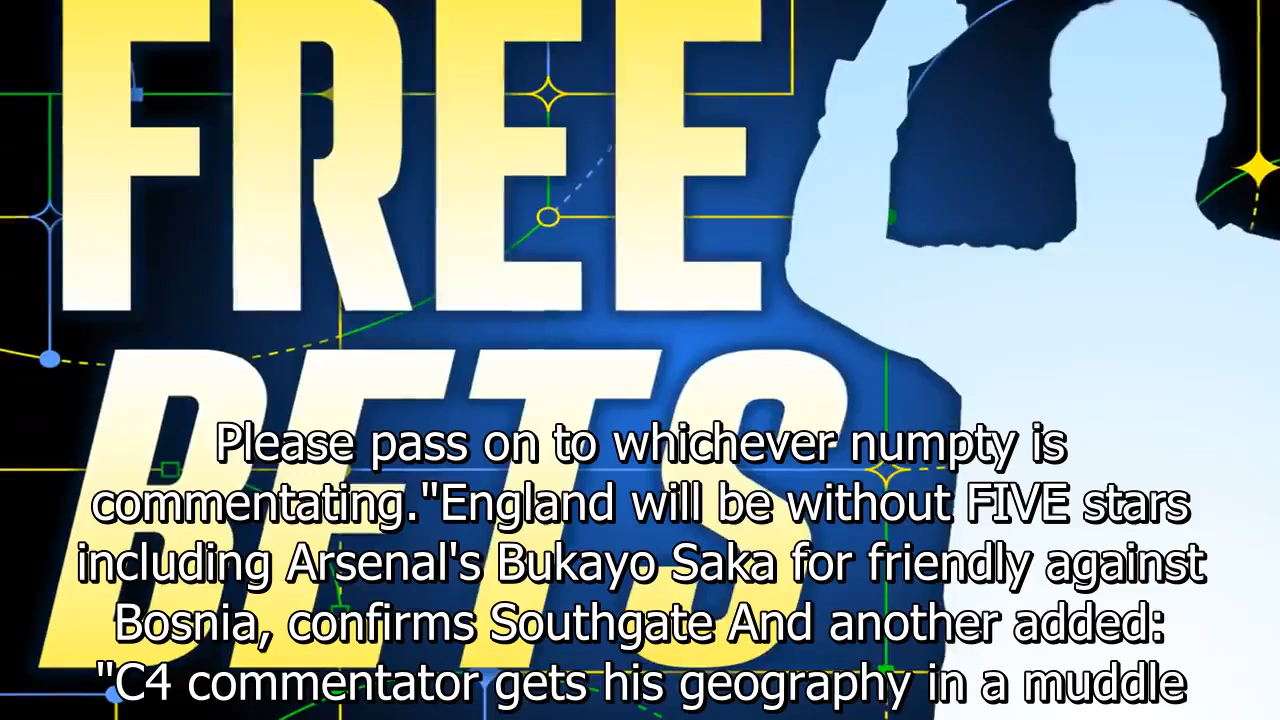 FREE
BETS
Please pass on to whichever numpty is
commentating."England will be without FIVE stars
including Arsenal's Bukayo Saka for friendly against
Bosnia, confirms Southgate And another added:
"C4 commentator gets his geography in a muddle